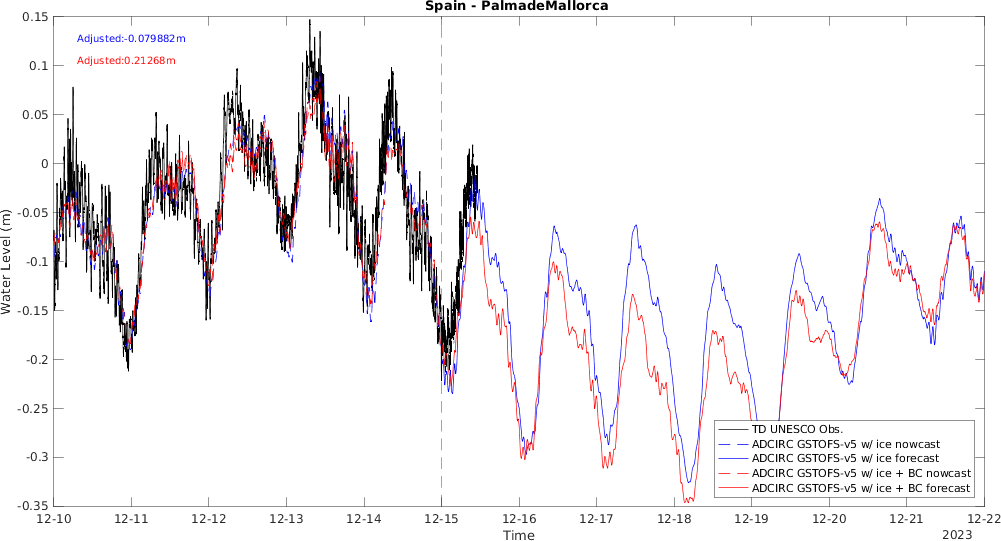 Spain - PalmadeMallorca
Adjusted:-0.079882m
Adjusted:0.21268m
0.15
0.1
0.05
0
-0.05
-0.1
-0.15
-0.2
-0.25
-0.3
-0.35
Water Level (m)
TD UNESCO Obs.
ADCIRC GSTOFS-v5 w/ ice nowcast
ADCIRC GSTOFS-v5 w/ ice forecast
ADCIRC GSTOFS-v5 w/ ice + BC nowcast
ADCIRC GSTOFS-v5 w/ ice + BC forecast
12-10 12-11 12-12 12-13 12-14 12-15 12-16 12-17 12-18 12-19 12-20 12-21 12-22
Time
2023